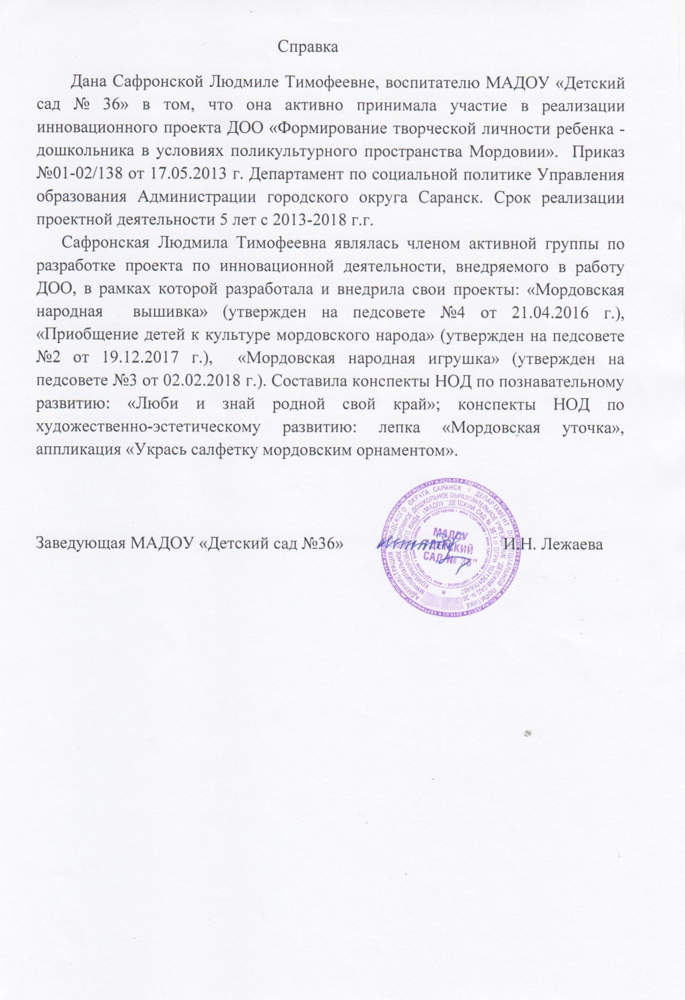 Справка
Дана Сафронской Людмиле Тимофеевне, воспитателю МАДОУ «Детский
сад № 36» в том, что она активно принимала участие в реализации
инновационного проекта ДОО «Формирование творческой личности ребенка -
дошкольника в условиях поликультурного пространства Мордовии». Приказ
№01-02/138 от 17.05.2013 г. Департамент по социальной политике Управления
образования Администрации городского округа Саранск. Срок реализации
проектной деятельности 5 лет с 2013-2018 г.г.
Сафронская Людмила Тимофеевна являлась членом активной группы по
разработке проекта по инновационной деятельности, внедряемого в работу
ДОО, в рамках которой разработала и внедрила свои проекты: «Мордовская
народная вышивка» (утвержден на педсовете №4 от 21.04.2016 г.),
«Приобщение детей к культуре мордовского народа» (утвержден на педсовете
№2 от 19.12.2017 г.), «Мордовская народная игрушка» (утвержден на
педсовете №3 от 02.02.2018 г.). Составила конспекты НОД по познавательному
развитию: «Люби и знай родной свой край»; конспекты НОД по
художественно-эстетическому развитию: лепка «Мордовская уточка»,
аппликация «Укрась салфетку мордовским орнаментом».
Заведующая МАДОУ «Детский сад №36» И.Н. Лежаева
МАДОУ
"ДЕТСКИЙ
САД № 36"